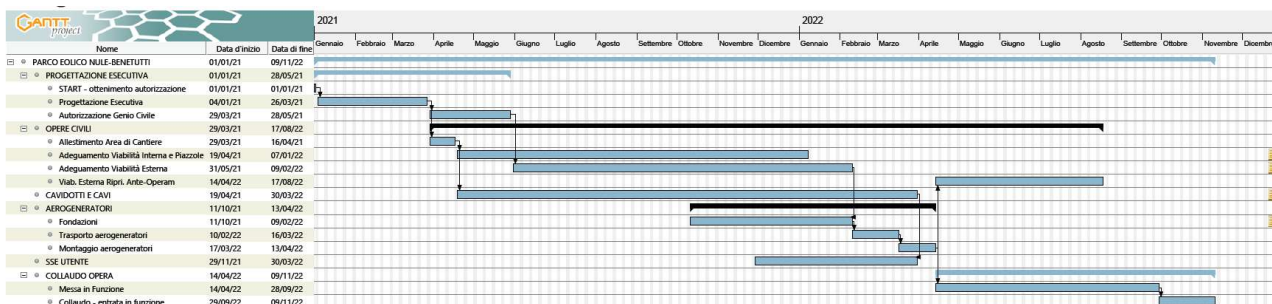 GANTT project
2021 2022
Nome Data d'inizio Data di fine Gennaio Febbraio Marzo Aprile Maggio Giugno Luglio Agosto Settembre Ottobre Novembre Dicembre Gennaio Febbraio Marzo Aprile Maggio Giugno Luglio Agosto Settembre Ottobre Novembre Dicembr
PARCO EOLICO NULE-BENETUTTI 01/01/21 09/11/22
PROGETTAZIONE ESECUTIVA 01/01/21 28/05/21
START - ottenimento autorizzazione 01/01/21 01/01/21
Progettazione Esecutiva 04/01/21 26/03/21
Autorizzazione Genio Civile 29/03/21 28/05/21
OPERE CIVILI 29/03/21 17/08/22
Allestimento Area di Cantiere 29/03/21 16/04/21
Adeguamento Viabilità Interna e Piazzole 19/04/21 07/01/22
Adeguamento Viabilità Esterna 31/05/21 09/02/22
Viab. Esterna Ripri. Ante-Operam 14/04/22 17/08/22
CAVIDOTTI E CAVI 19/04/21 30/03/22
AEROGENERATORI 11/10/21 13/04/22
Fondazioni 11/10/21 09/02/22
Trasporto aerogeneratori 10/02/22 16/03/22
Montaggio aerogeneratori 17/03/22 13/04/22
SSE UTENTE 29/11/21 30/03/22
COLLAUDO OPERA 14/04/22 09/11/22
Messa in Funzione 14/04/22 28/09/22
Collaudo - entrata in funzione 29/09/22 09/11/22